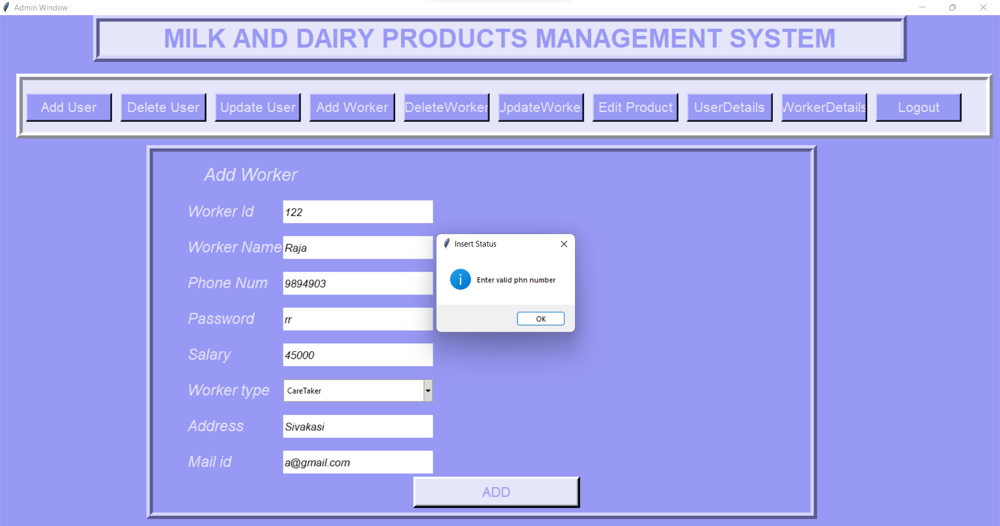 Admin Window
MILK AND DAIRY PRODUCTS MANAGEMENT SYSTEM
Add User Delete User Update User Add Worker DeleteWorker UpdateWorke Edit Product UserDetails WorkerDetails Logout
Add Worker
Worker Id 122
Worker Name Raja
Phone Num 9894903
Password rr
Salary 45000
Worker type CareTaker
Address Sivakasi
Mail id a@gmail.com
ADD
Insert Status
Enter valid phn number
OK